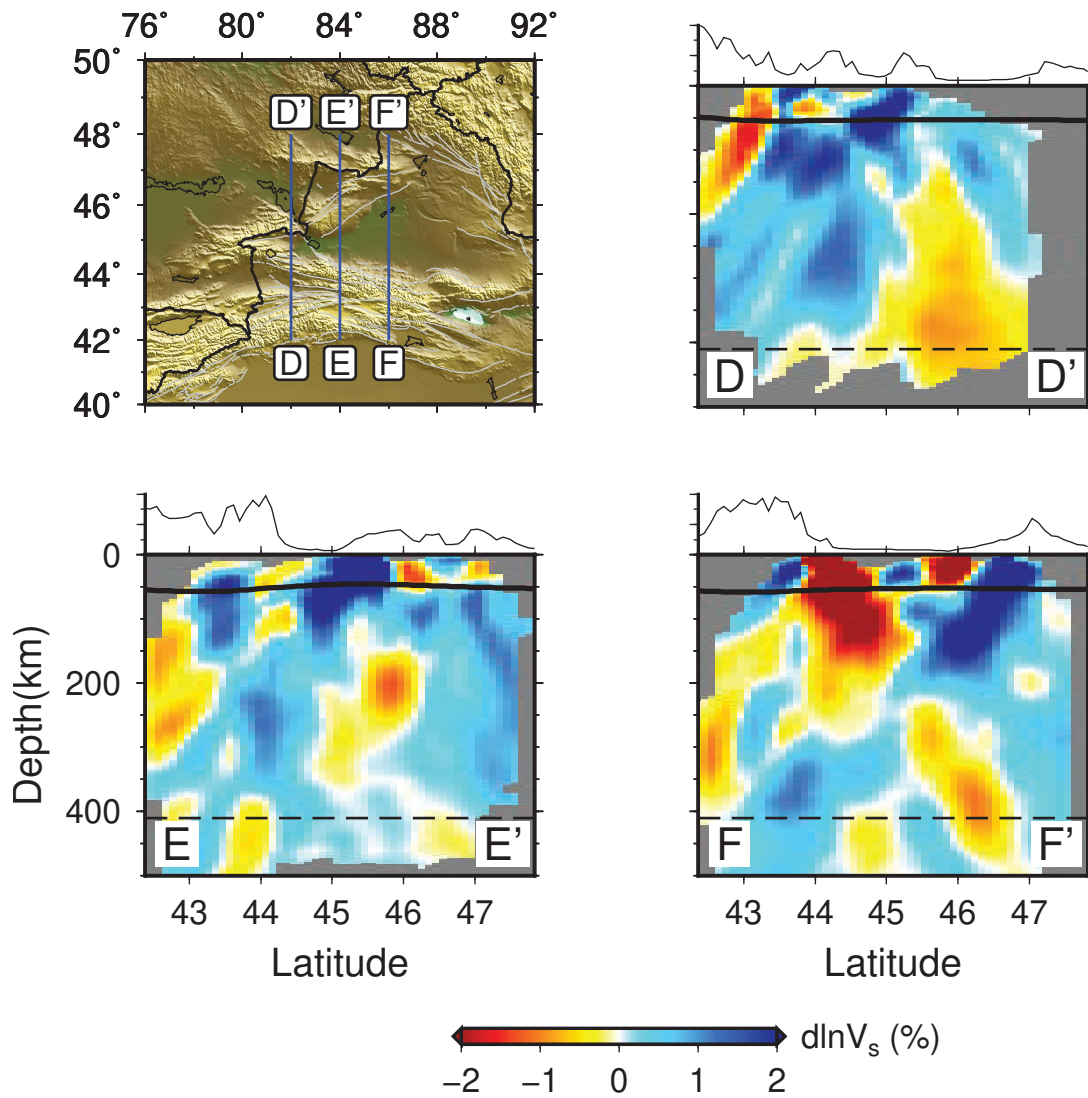 76° 80° 84° 88° 92°
50°
48°
46°
44°
42°
40°
D' E' F'
D E F
D D'
0
200
400
Depth(km)
E E'
F F'
43 44 45 46 47
43 44 45 46 47
Latitude
Latitude
dlnVs (%)
−2 −1 0 1 2